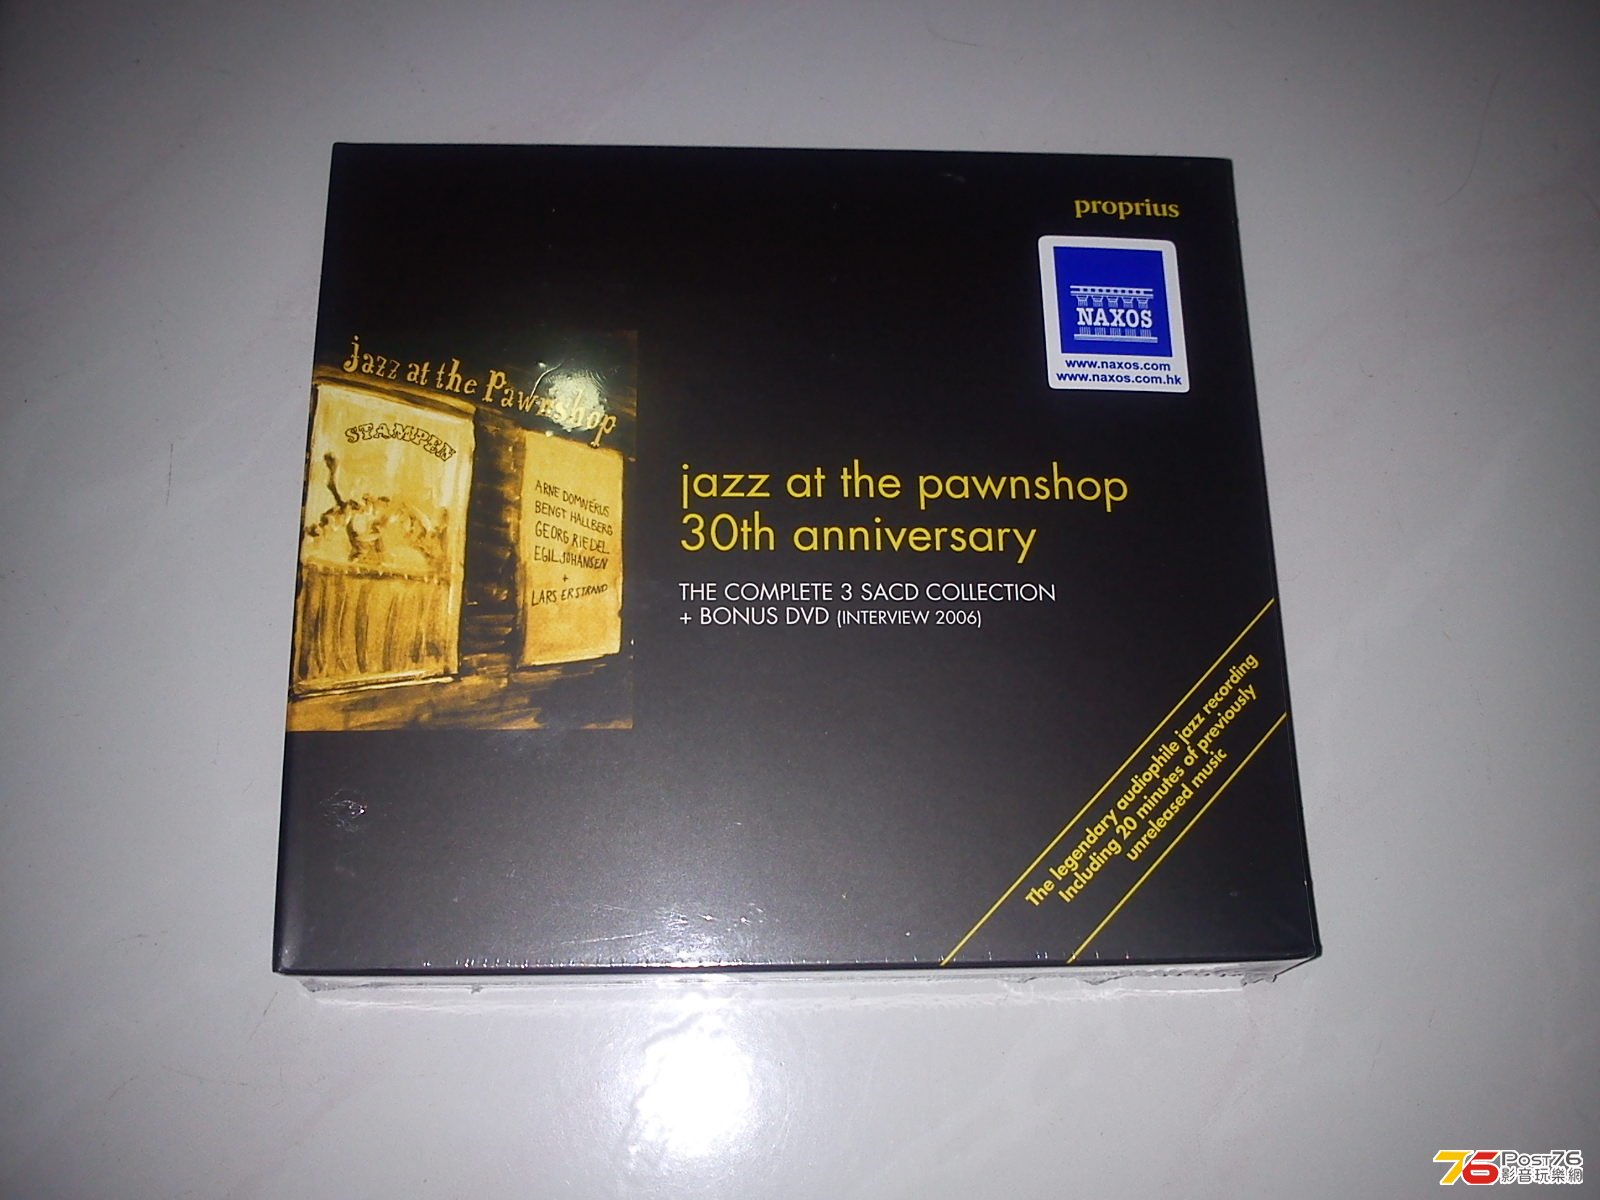 proprius
NAXOS
www.naxos.com
www.naxos.com.hk
jazz at the Pawnshop
STAMPEN
ARNE DOMNÉRUS
BENGT HALLBERG
GEORG RIEDEL
EGIL JOHANSEN
+
LARS ERSTRAND
jazz at the pawnshop
30th anniversary
THE COMPLETE 3 SACD COLLECTION
+ BONUS DVD (INTERVIEW 2006)
The legendary audiophile jazz recording
Including 20 minutes of previously
unreleased music
76 Post76
影音玩樂網